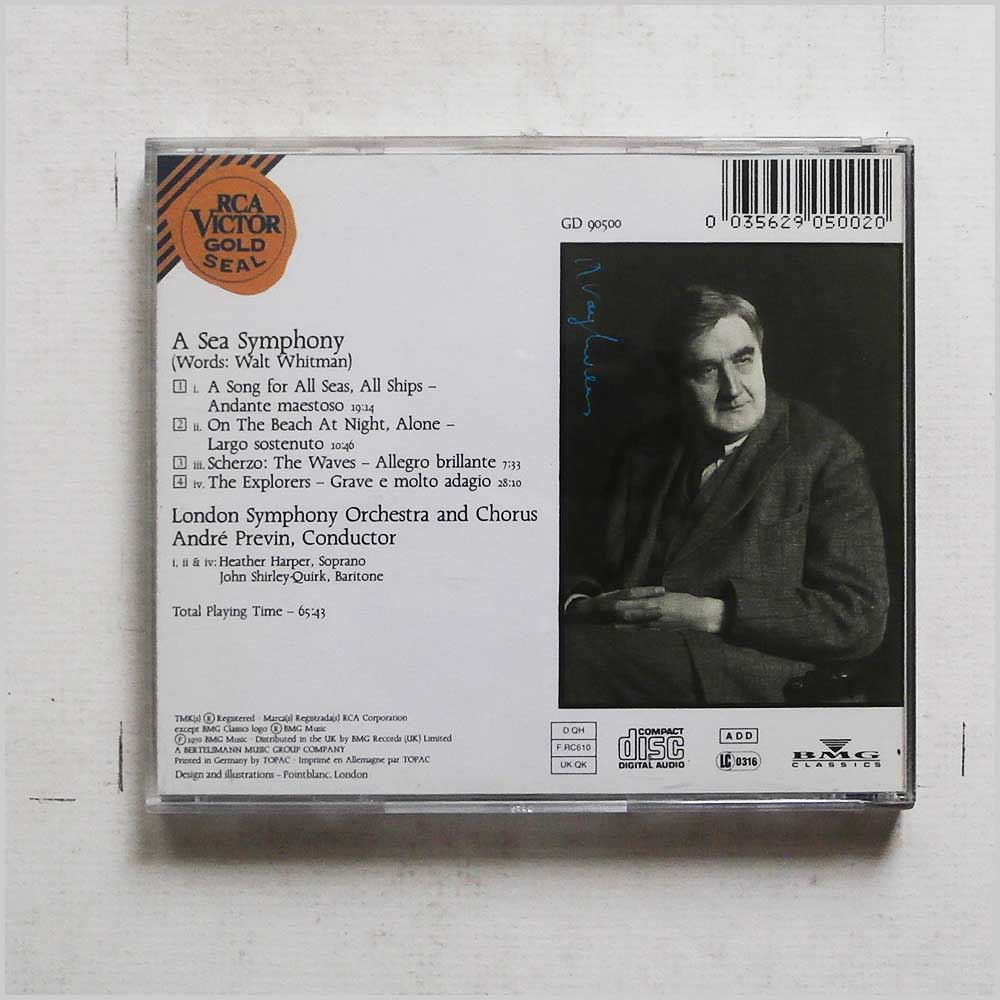 RCA
VICTOR
GOLD
SEAL
GD 90500
0 035629 050020
A Sea Symphony
(Words: Walt Whitman)
1 i. A Song for All Seas, All Ships –
Andante maestoso 19:14
2 ii. On The Beach At Night, Alone –
Largo sostenuto 10:46
3 iii. Scherzo: The Waves – Allegro brillante 7:33
4 iv. The Explorers – Grave e molto adagio 28:10
London Symphony Orchestra and Chorus
André Previn, Conductor
i, ii & iv: Heather Harper, Soprano
John Shirley-Quirk, Baritone
Total Playing Time – 65:43
TMK(s) ® Registered · Marca(s) Registrada(s) RCA Corporation
except BMG Classics logo ® BMG Music
℗ 1970 BMG Music · Distributed in the UK by BMG Records (UK) Limited
A BERTELSMANN MUSIC GROUP COMPANY
Printed in Germany by TOPAC · Imprimé en Allemagne par TOPAC
Design and illustrations – Pointblanc, London
D QH
F RC610
UK QK
COMPACT
disc
DIGITAL AUDIO
A D D
LC 0316
BMG
CLASSICS